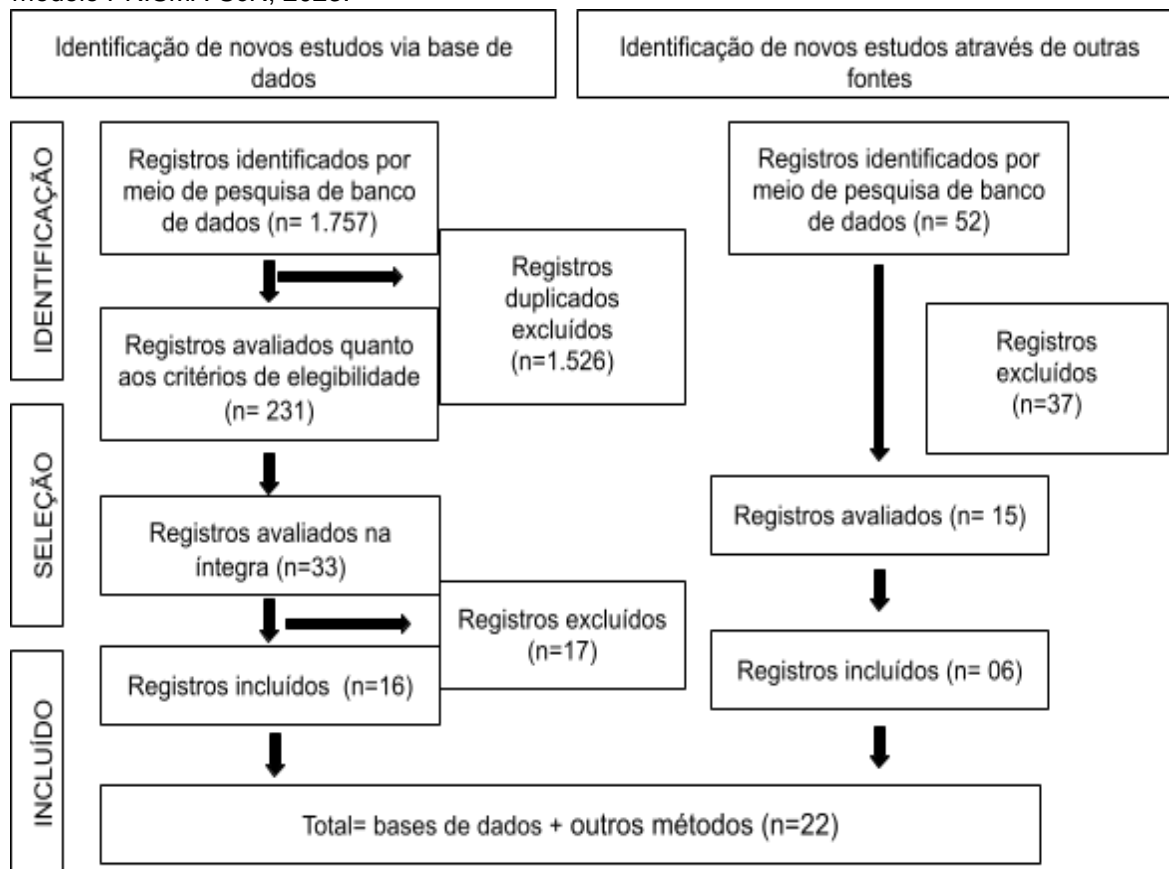 Identificação de novos estudos via base de
dados
Identificação de novos estudos através de outras
fontes
IDENTIFICAÇÃO
Registros identificados por
meio de pesquisa de banco
de dados (n= 1.757)
Registros
duplicados
excluídos
(n=1.526)
Registros avaliados quanto
aos critérios de elegibilidade
(n= 231)
Registros identificados por
meio de pesquisa de banco
de dados (n= 52)
Registros
excluídos
(n=37)
SELEÇÃO
Registros avaliados na
íntegra (n=33)
Registros excluídos
(n=17)
Registros avaliados (n= 15)
INCLUÍDO
Registros incluídos (n=16)
Registros incluídos (n= 06)
Total= bases de dados + outros métodos (n=22)